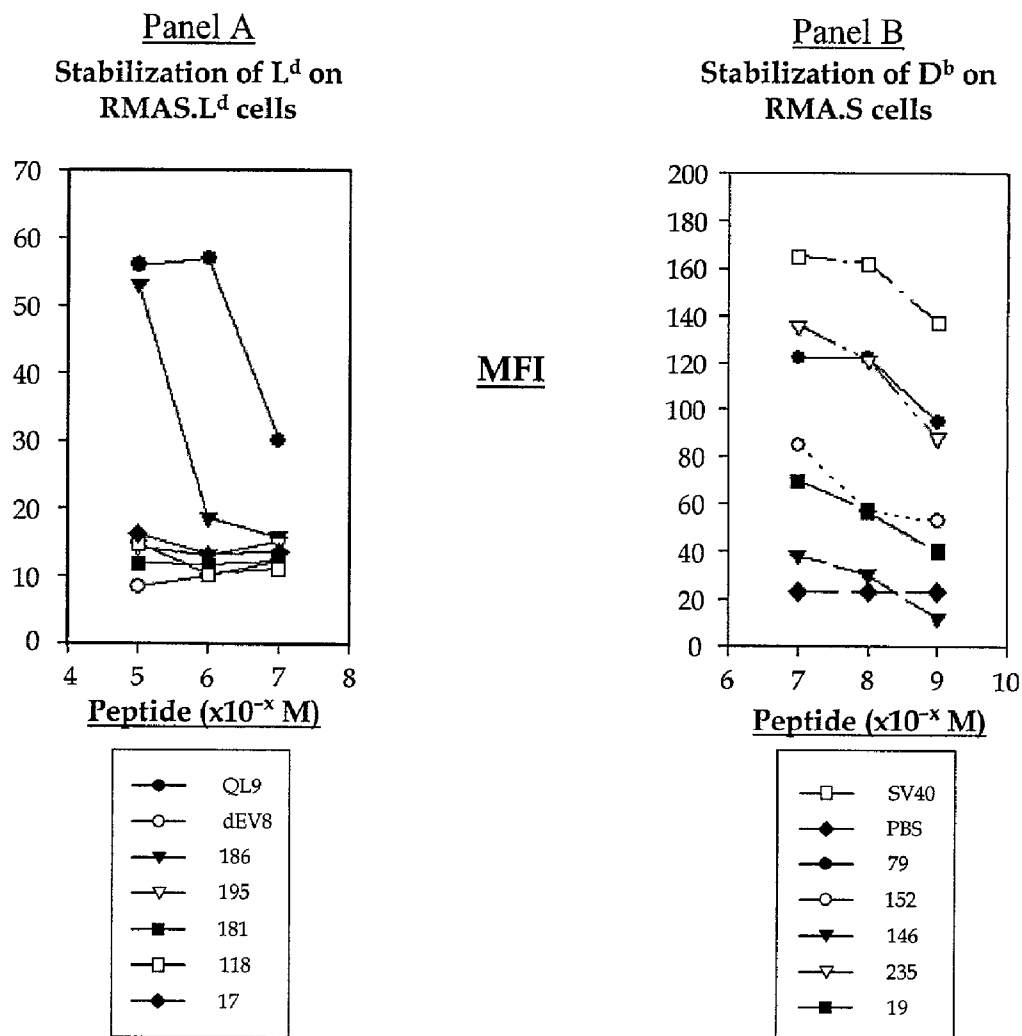 Panel A
Stabilization of Lᵈ on
RMAS.Lᵈ cells
70
60
50
40
30
20
10
0
4 5 6 7 8
Peptide (x10⁻ˣ M)
QL9
dEV8
186
195
181
118
17
MFI
Panel B
Stabilization of Dᵇ on
RMA.S cells
200
180
160
140
120
100
80
60
40
20
0
6 7 8 9 10
Peptide (x10⁻ˣ M)
SV40
PBS
79
152
146
235
19